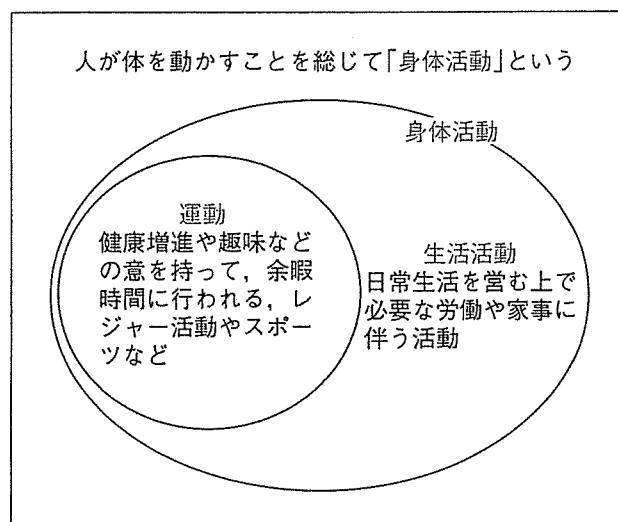 人が体を動かすことを総じて「身体活動」という
身体活動
運動
健康増進や趣味などの意を持って，余暇時間に行われる，レジャー活動やスポーツなど
生活活動
日常生活を営む上で必要な労働や家事に伴う活動